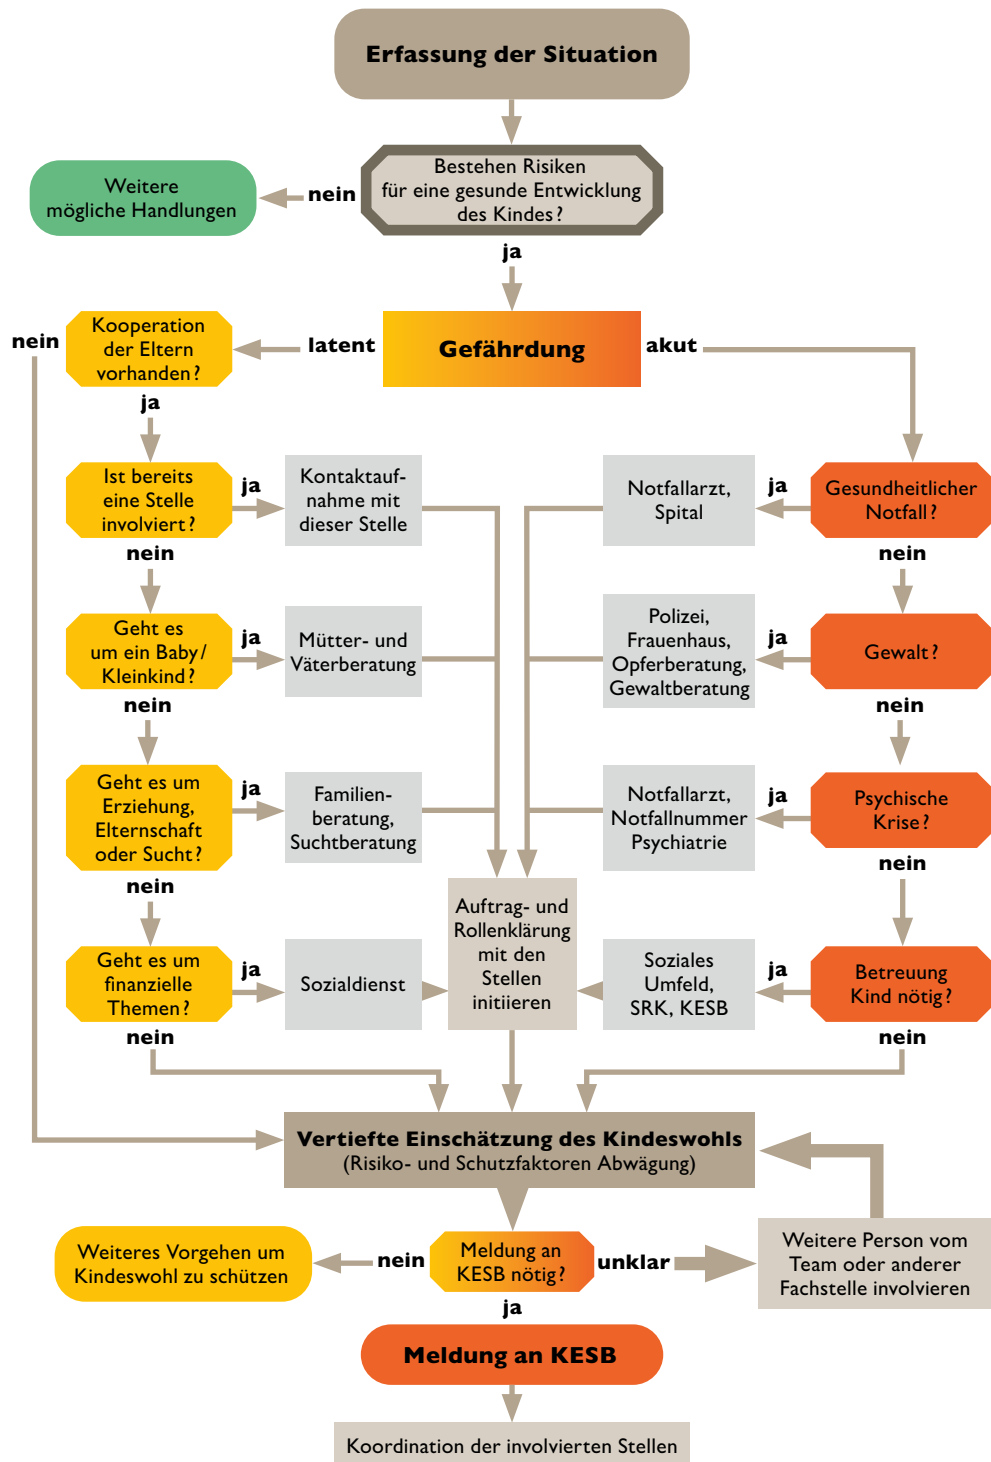 Erfassung der Situation
Bestehen Risiken
für eine gesunde Entwicklung
des Kindes?
nein
Weitere
mögliche Handlungen
ja
Gefährdung
latent
akut
Kooperation
der Eltern
vorhanden?
nein
ja
Ist bereits
eine Stelle
involviert?
ja
Kontaktauf-
nahme mit
dieser Stelle
Notfallarzt,
Spital
ja
Gesundheitlicher
Notfall?
nein
nein
Geht es
um ein Baby/
Kleinkind?
ja
Mütter- und
Väterberatung
Polizei,
Frauenhaus,
Opferberatung,
Gewaltberatung
ja
Gewalt?
nein
nein
Geht es um
Erziehung,
Elternschaft
oder Sucht?
ja
Familien-
beratung,
Suchtberatung
Notfallarzt,
Notfallnummer
Psychiatrie
ja
Psychische
Krise?
nein
nein
Auftrag- und
Rollenklärung
mit den
Stellen
initiieren
Geht es um
finanzielle
Themen?
ja
Sozialdienst
Soziales
Umfeld,
SRK, KESB
ja
Betreuung
Kind nötig?
nein
nein
Vertiefte Einschätzung des Kindeswohls
(Risiko- und Schutzfaktoren Abwägung)
Weiteres Vorgehen um
Kindeswohl zu schützen
nein
Meldung an
KESB nötig?
unklar
Weitere Person vom
Team oder anderer
Fachstelle involvieren
ja
Meldung an KESB
Koordination der involvierten Stellen